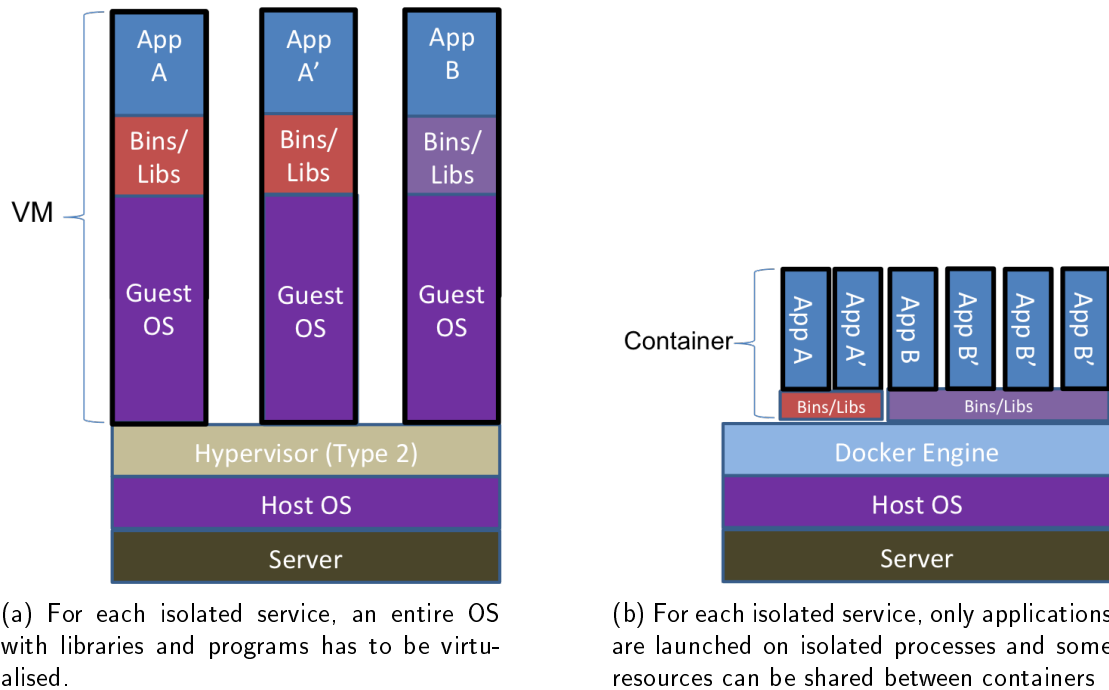 App
A
App
A’
App
B
Bins/
Libs
Bins/
Libs
Bins/
Libs
VM
Guest
OS
Guest
OS
Guest
OS
Hypervisor (Type 2)
Host OS
Server
(a) For each isolated service, an entire OS
with libraries and programs has to be virtu-
alised.
Container
App A
App A’
App B
App B’
App B’
App B’
Bins/Libs
Bins/Libs
Docker Engine
Host OS
Server
(b) For each isolated service, only applications
are launched on isolated processes and some
resources can be shared between containers